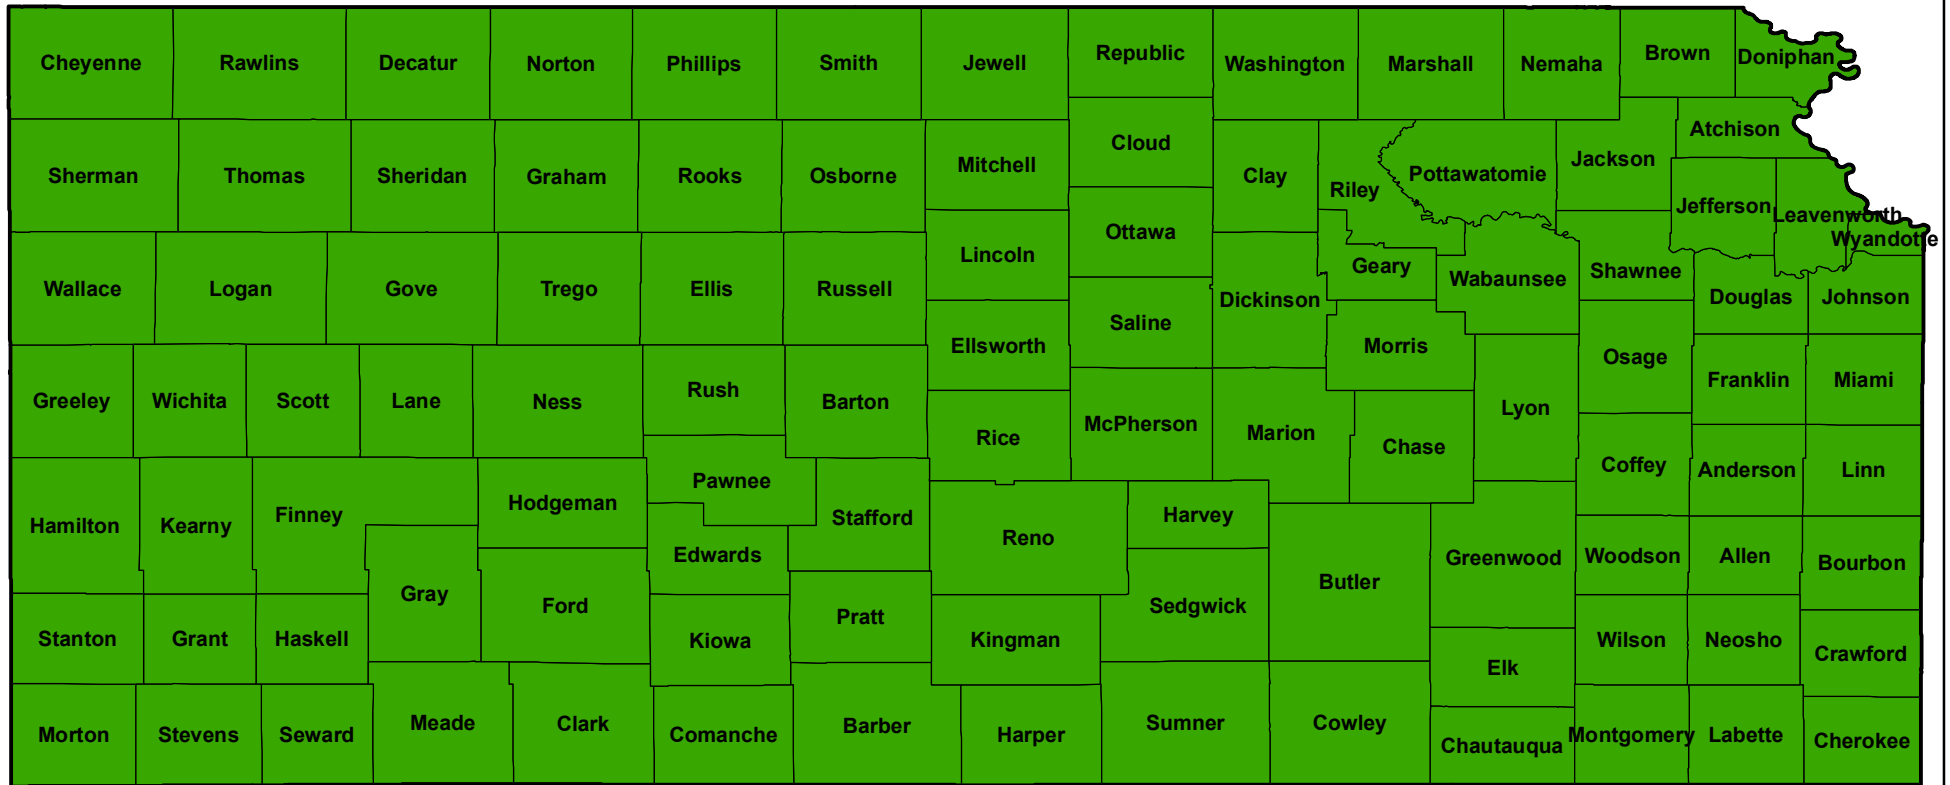 Cheyenne
Rawlins
Decatur
Norton
Phillips
Smith
Jewell
Republic
Washington
Marshall
Nemaha
Brown
Doniphan
Sherman
Thomas
Sheridan
Graham
Rooks
Osborne
Mitchell
Cloud
Clay
Riley
Pottawatomie
Jackson
Atchison
Jefferson
Leavenworth
Wyandotte
Wallace
Logan
Gove
Trego
Ellis
Russell
Lincoln
Ottawa
Dickinson
Geary
Wabaunsee
Shawnee
Douglas
Johnson
Ellsworth
Saline
Morris
Osage
Franklin
Miami
Greeley
Wichita
Scott
Lane
Ness
Rush
Barton
Rice
McPherson
Marion
Chase
Lyon
Coffey
Anderson
Linn
Hamilton
Kearny
Finney
Hodgeman
Pawnee
Stafford
Reno
Harvey
Edwards
Gray
Ford
Butler
Greenwood
Woodson
Allen
Bourbon
Sedgwick
Stanton
Grant
Haskell
Kiowa
Pratt
Kingman
Elk
Wilson
Neosho
Crawford
Morton
Stevens
Seward
Meade
Clark
Comanche
Barber
Harper
Sumner
Cowley
Chautauqua
Montgomery
Labette
Cherokee